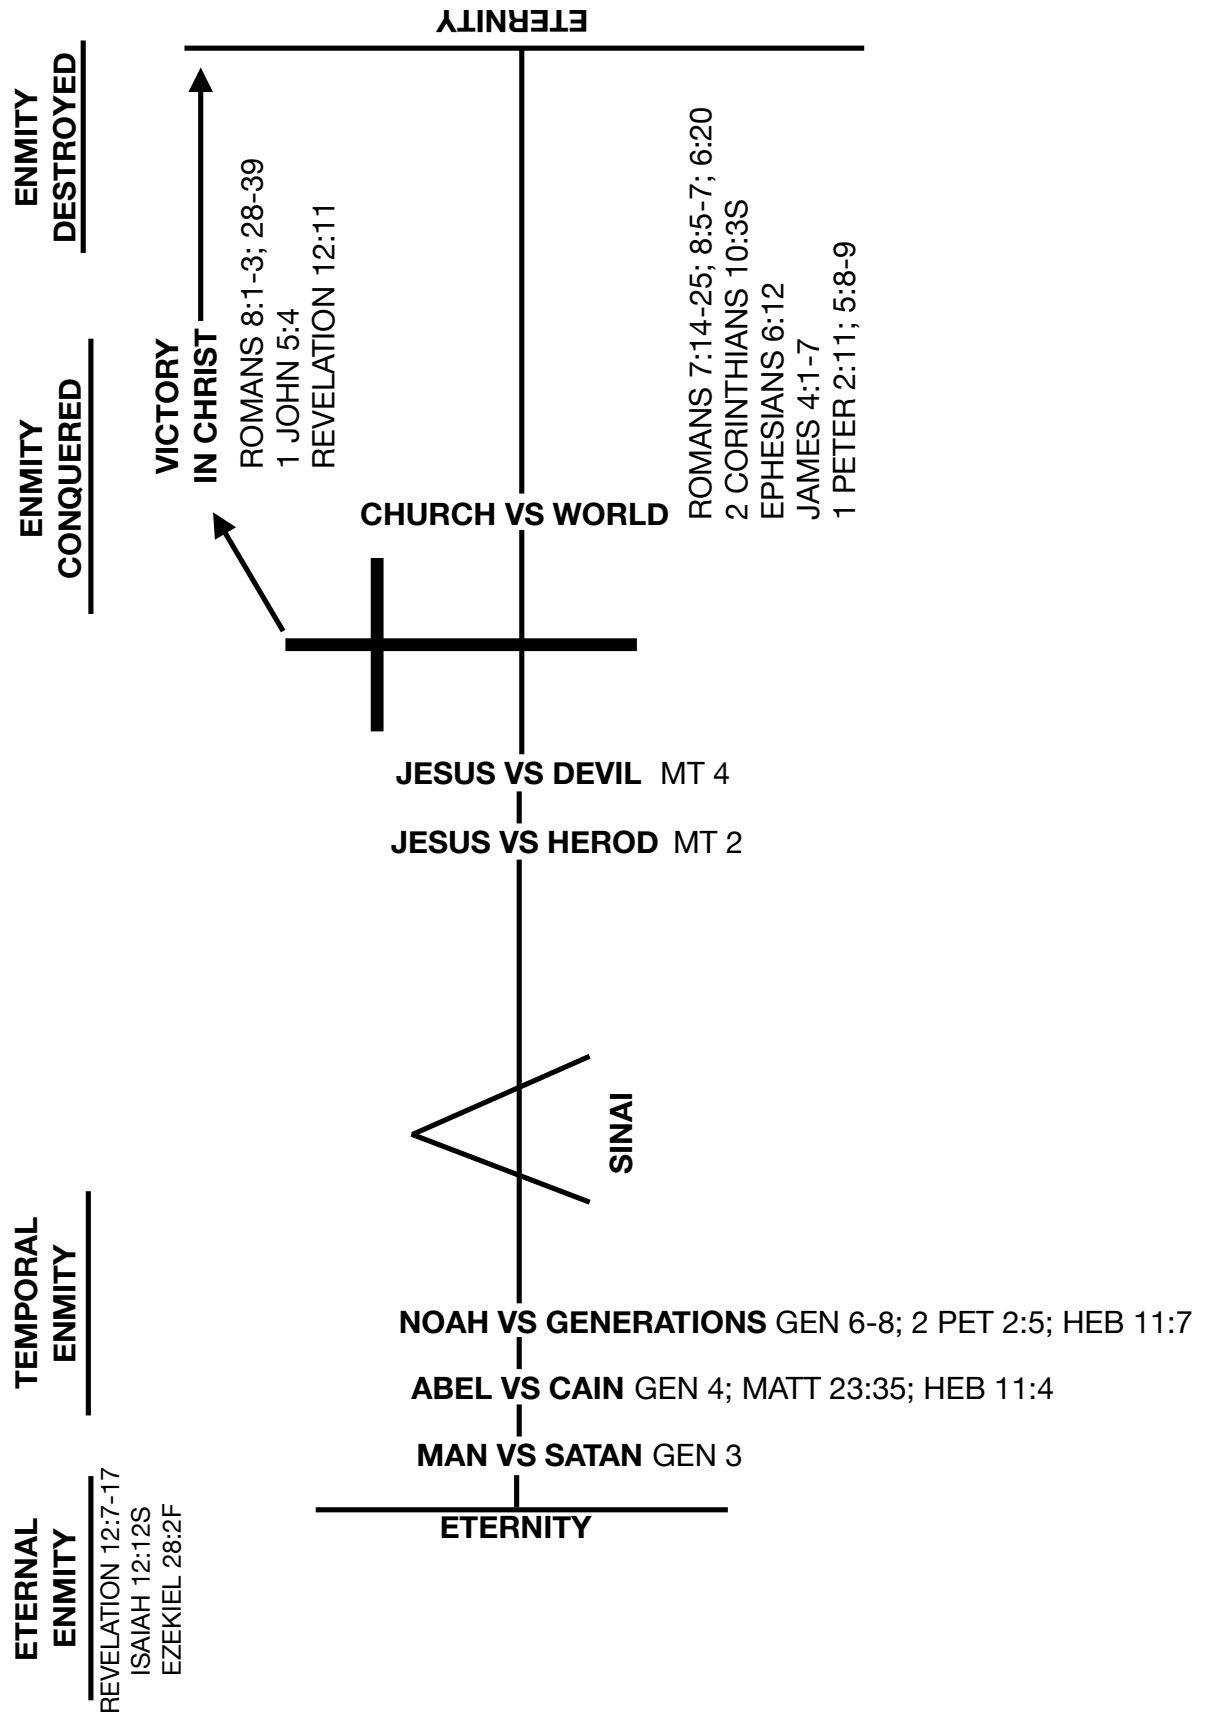 ETERNAL
ENMITY
REVELATION 12:7-17
ISAIAH 12:12S
EZEKIEL 28:2F
TEMPORAL
ENMITY
ENMITY
CONQUERED
ENMITY
DESTROYED
ETERNITY
MAN VS SATAN GEN 3
ABEL VS CAIN GEN 4; MATT 23:35; HEB 11:4
NOAH VS GENERATIONS GEN 6-8; 2 PET 2:5; HEB 11:7
SINAI
JESUS VS HEROD MT 2
JESUS VS DEVIL MT 4
CHURCH VS WORLD
VICTORY
IN CHRIST
ROMANS 8:1-3; 28-39
1 JOHN 5:4
REVELATION 12:11
ROMANS 7:14-25; 8:5-7; 6:20
2 CORINTHIANS 10:3S
EPHESIANS 6:12
JAMES 4:1-7
1 PETER 2:11; 5:8-9
ETERNITY